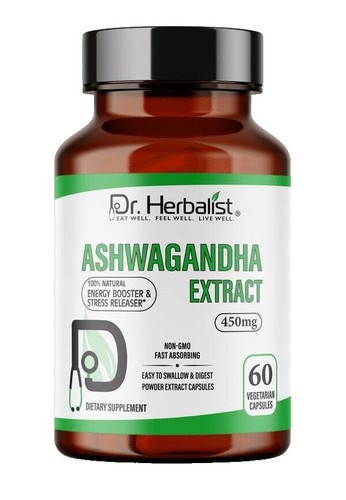 Dr. Herbalist®
EAT WELL. FEEL WELL. LIVE WELL.
ASHWAGANDHA
EXTRACT
100% NATURAL
ENERGY BOOSTER &
STRESS RELEASER*
450mg
NON-GMO
FAST ABSORBING
EASY TO SWALLOW & DIGEST
POWDER EXTRACT CAPSULES
60
VEGETARIAN
CAPSULES
DIETARY SUPPLEMENT